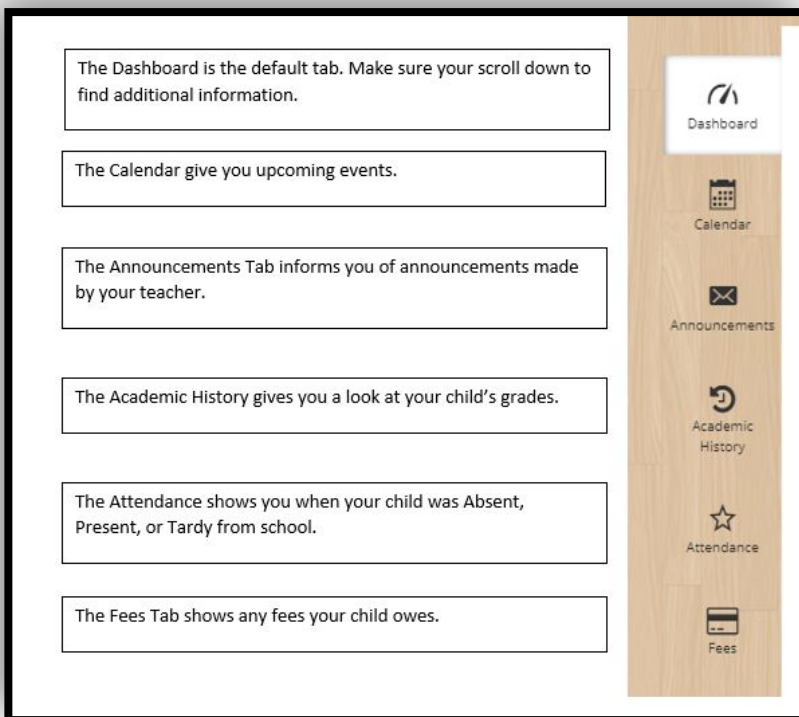 The Dashboard is the default tab. Make sure your scroll down to
find additional information.
Dashboard
The Calendar give you upcoming events.
Calendar
The Announcements Tab informs you of announcements made
by your teacher.
Announcements
The Academic History gives you a look at your child’s grades.
Academic
History
The Attendance shows you when your child was Absent,
Present, or Tardy from school.
Attendance
The Fees Tab shows any fees your child owes.
Fees